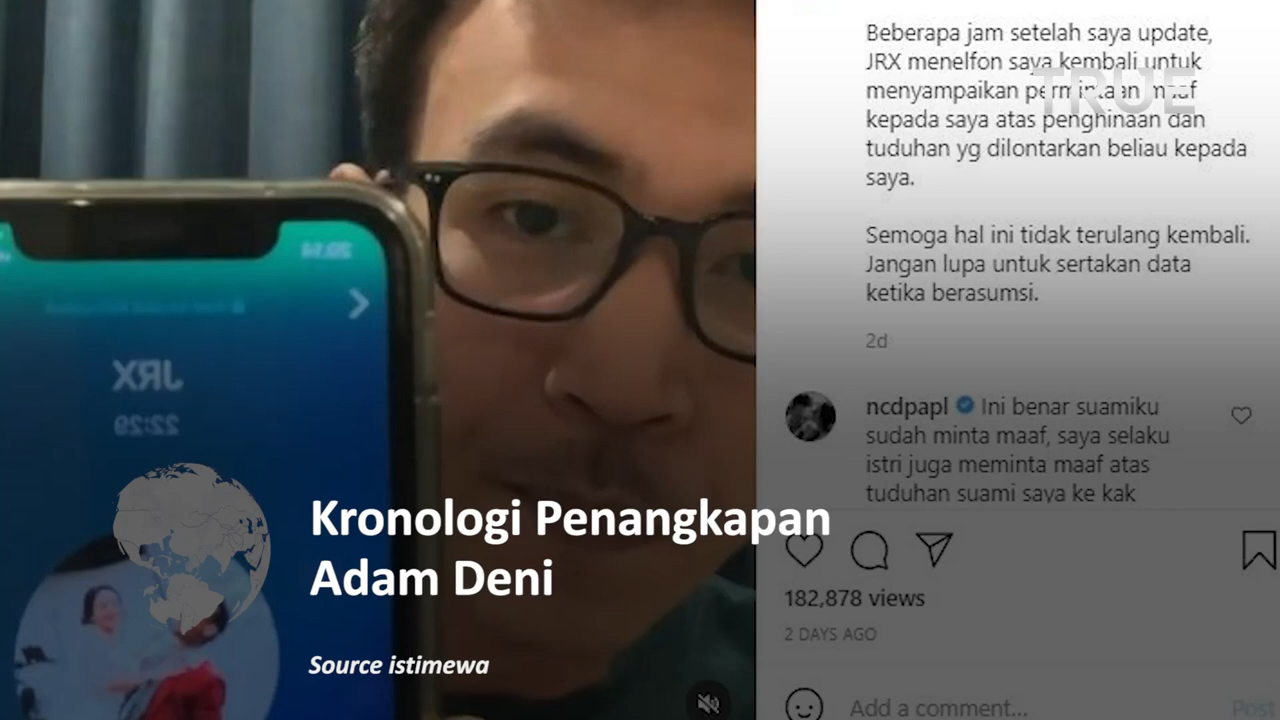 Beberapa jam setelah saya update,
JRX menelfon saya kembali untuk
menyampaikan permintaan maaf
kepada saya atas penghinaan dan
tuduhan yg dilontarkan beliau kepada
saya.
Semoga hal ini tidak terulang kembali.
Jangan lupa untuk sertakan data
ketika berasumsi.
2d
TRUE
ncdpapl Ini benar suamiku
sudah minta maaf, saya selaku
istri juga meminta maaf atas
tuduhan suami saya ke kak
182,878 views
2 DAYS AGO
Add a comment...
Post
JRX
22:29
Kronologi Penangkapan
Adam Deni
Source istimewa